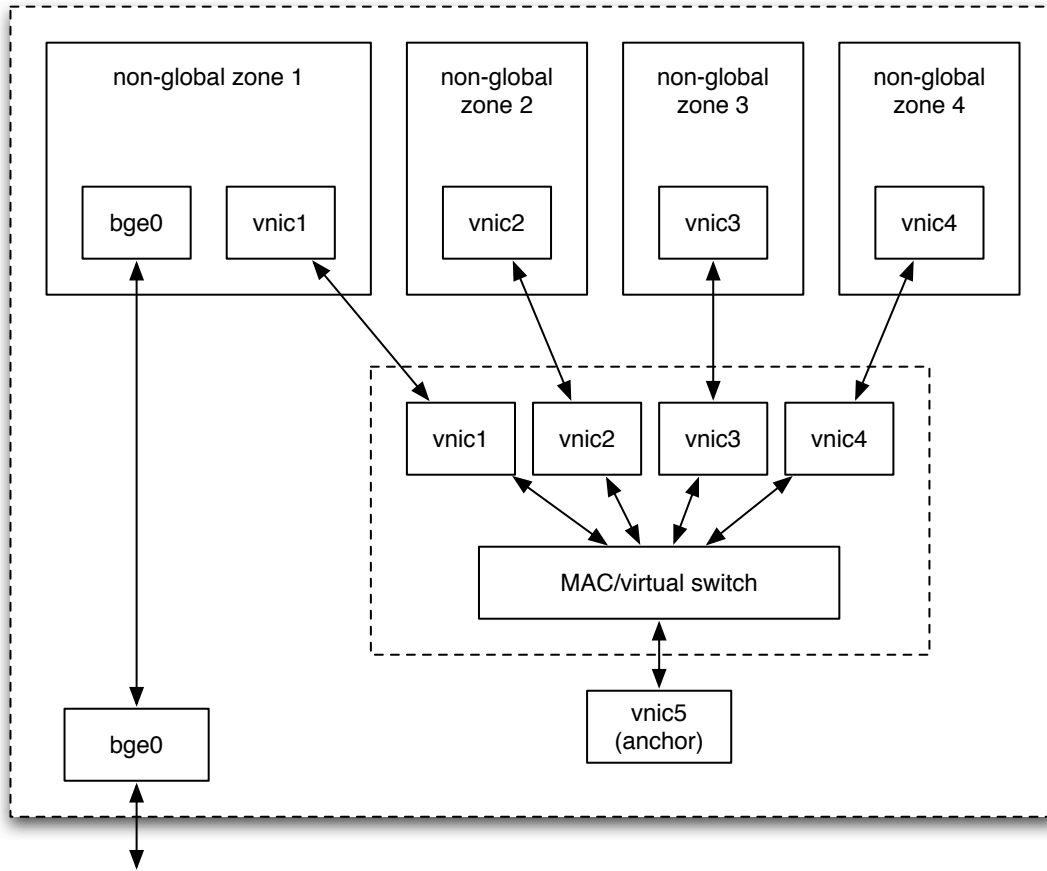 non-global zone 1
non-global
zone 2
non-global
zone 3
non-global
zone 4
bge0
vnic1
vnic2
vnic3
vnic4
vnic1
vnic2
vnic3
vnic4
MAC/virtual switch
vnic5
(anchor)
bge0